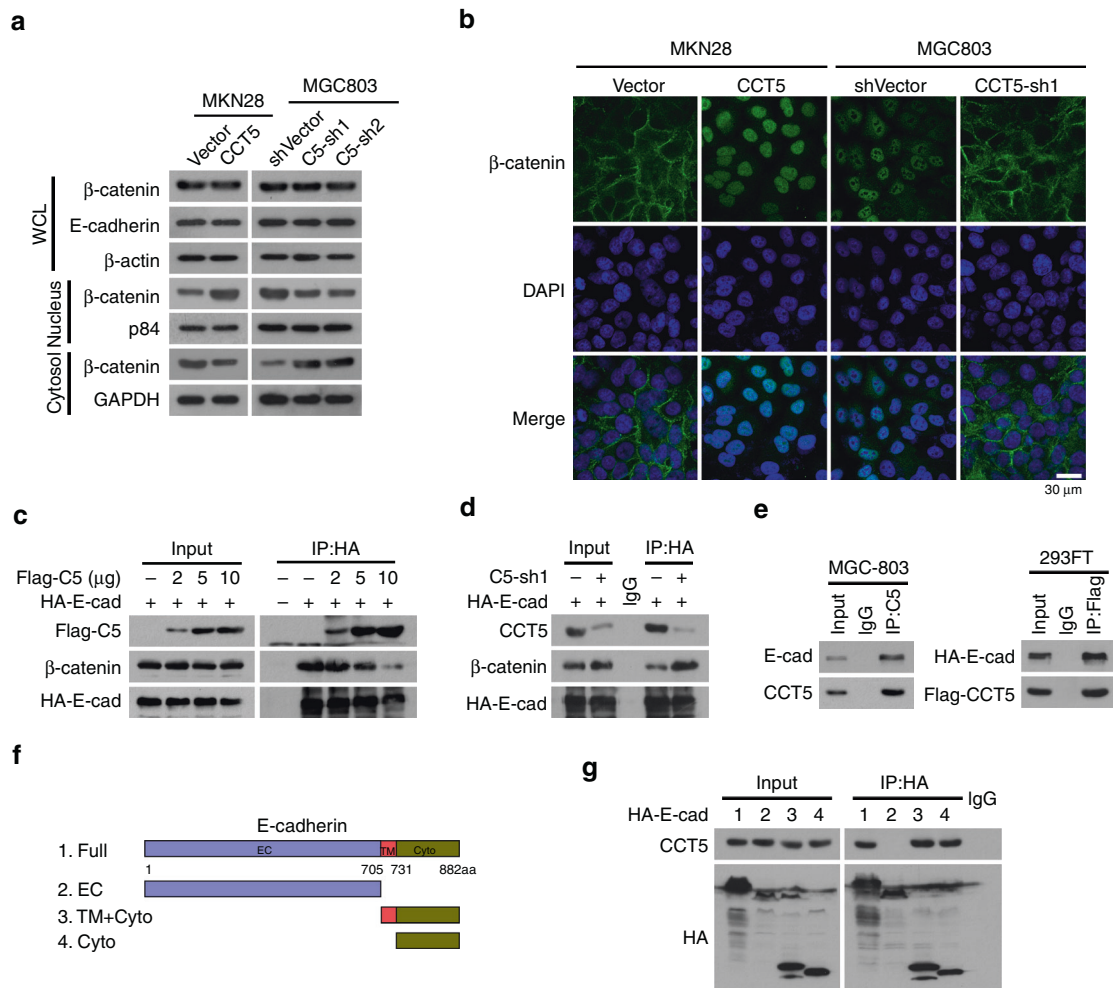 a
MKN28
MGC803
Vector
CCT5
shVector
C5-sh1
C5-sh2
WCL
β-catenin
E-cadherin
β-actin
Nucleus
β-catenin
p84
Cytosol
β-catenin
GAPDH
b
MKN28 MGC803
Vector CCT5 shVector CCT5-sh1
β-catenin
DAPI
Merge
30 μm
c
Input IP:HA
Flag-C5 (μg) – 2 5 10 – – 2 5 10
HA-E-cad + + + + – + + + +
Flag-C5
β-catenin
HA-E-cad
d
Input IgG IP:HA
C5-sh1 – + – +
HA-E-cad + + + +
CCT5
β-catenin
HA-E-cad
e
MGC-803
Input IgG IP:C5
E-cad
CCT5
293FT
Input IgG IP:Flag
HA-E-cad
Flag-CCT5
f
E-cadherin
1. Full EC TM Cyto
1 705 731 882aa
2. EC
3. TM+Cyto
4. Cyto
g
Input IP:HA IgG
HA-E-cad 1 2 3 4 1 2 3 4
CCT5
HA